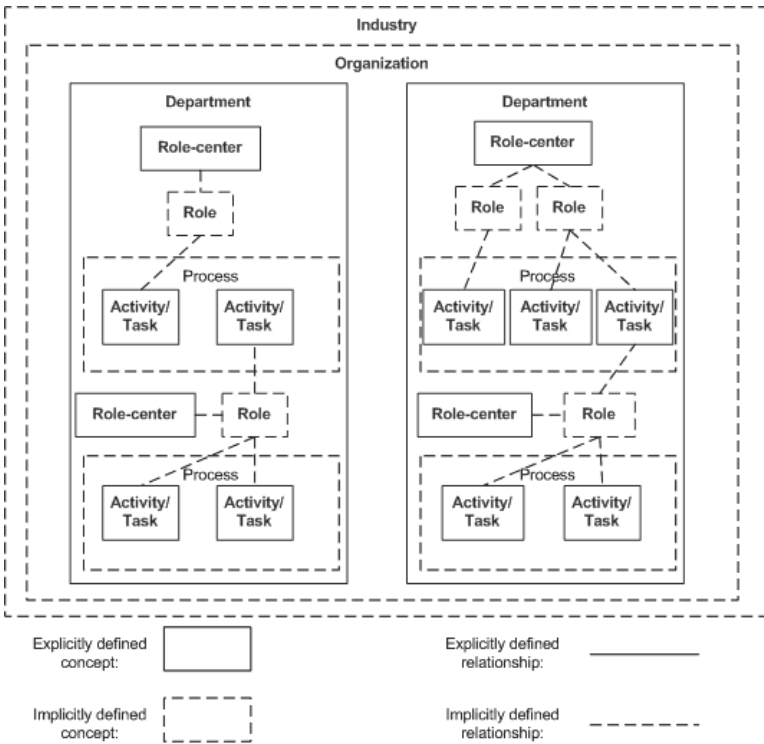 Industry
Organization
Department
Department
Role-center
Role-center
Role
Role
Role
Process
Process
Activity/
Task
Activity/
Task
Activity/
Task
Activity/
Task
Activity/
Task
Role-center
Role
Role-center
Role
Process
Process
Activity/
Task
Activity/
Task
Activity/
Task
Activity/
Task
Explicitly defined
concept:
Explicitly defined
relationship:
Implicitly defined
concept:
Implicitly defined
relationship: